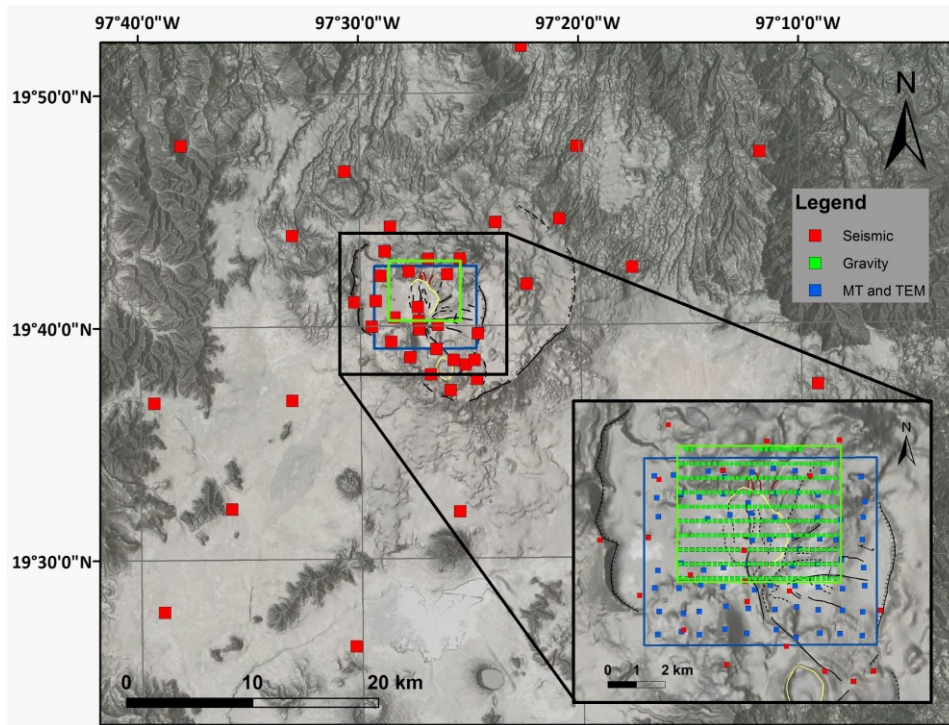 97°40'0"W 97°30'0"W 97°20'0"W 97°10'0"W
19°50'0"N
N
Legend
Seismic
Gravity
MT and TEM
19°40'0"N
N
19°30'0"N
0 1 2 km
0 10 20 km